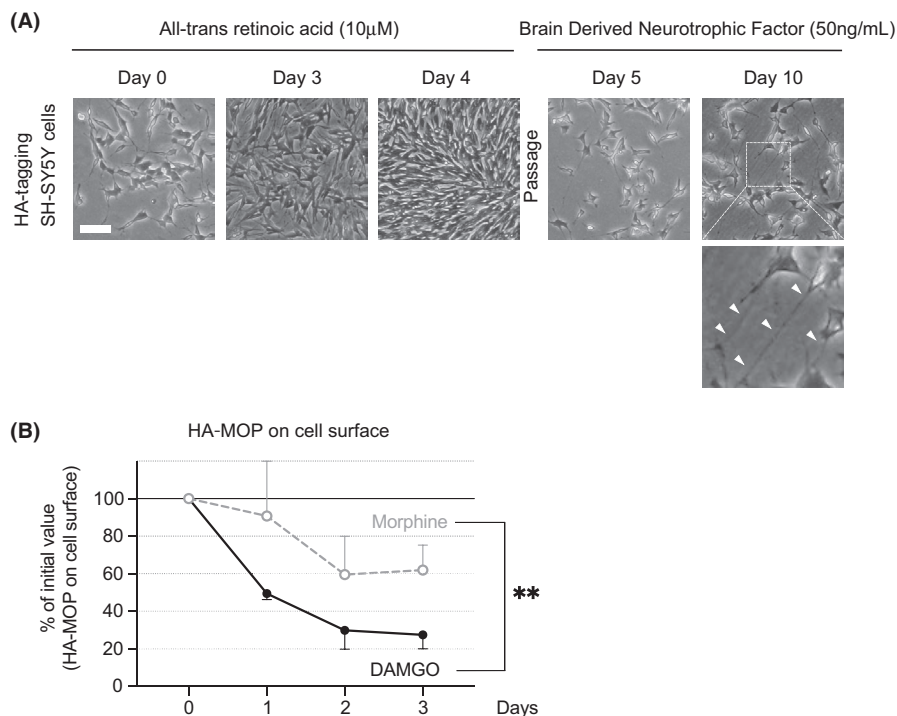 (A)
All-trans retinoic acid (10μM)
Brain Derived Neurotrophic Factor (50ng/mL)
Day 0
Day 3
Day 4
Day 5
Day 10
HA-tagging
SH-SY5Y cells
Passage
(B)
HA-MOP on cell surface
% of initial value
(HA-MOP on cell surface)
100
80
60
40
20
0
Morphine
**
DAMGO
0
1
2
3
Days